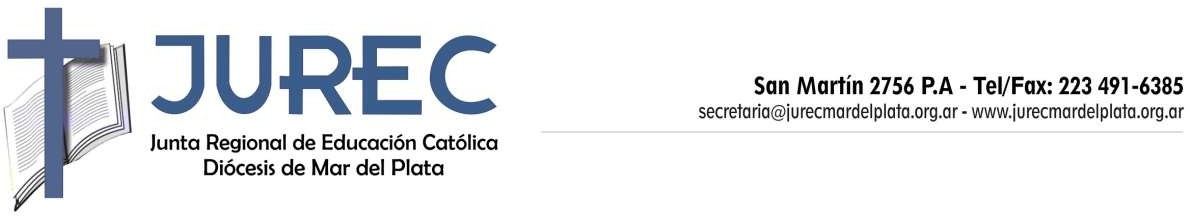 JUREC
Junta Regional de Educación Católica
Diócesis de Mar del Plata
San Martín 2756 P.A - Tel/Fax: 223 491-6385
secretaria@jurecmardelplata.org.ar - www.jurecmardelplata.org.ar